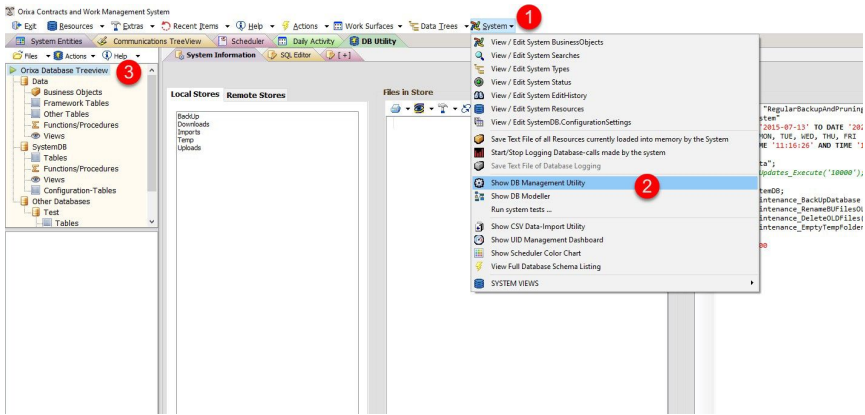 Orixa Contracts and Work Management System
Exit Resources Extras Recent Items Help Actions Work Surfaces Data Trees System
1
System Entities Communications TreeView Scheduler Daily Activity DB Utility
Files Actions Help
System Information SQL Editor [+]
Orixa Database Treeview
3
Data
Business Objects
Framework Tables
Other Tables
Functions/Procedures
Views
SystemDB
Tables
Functions/Procedures
Views
Configuration-Tables
Other Databases
Test
Tables
Local Stores Remote Stores
BackUp
Downloads
Imports
Temp
Uploads
Files in Store
View / Edit System BusinessObjects
View / Edit System Searches
View / Edit System Types
View / Edit System Status
View / Edit System EditHistory
View / Edit System Resources
View / Edit SystemDB.ConfigurationSettings
Save Text File of all Resources currently loaded into memory by the System
Start/Stop Logging Database-calls made by the system
Save Text File of Database Logging
Show DB Management Utility
2
Show DB Modeller
Run system tests ...
Show CSV Data-Import Utility
Show UID Management Dashboard
Show Scheduler Color Chart
View Full Database Schema Listing
SYSTEM VIEWS
"RegularBackupAndPruning
stem"
'2015-07-13' TO DATE '202
MON, TUE, WED, THU, FRI
ME '11:16:26' AND TIME '1
ta";
Updates_Execute('10000');
temDB;
intenance_BackUpDatabase
intenance_RenameBUFilesOL
intenance_DeleteOLDFiles(
intenance_EmptyTempFolder
00